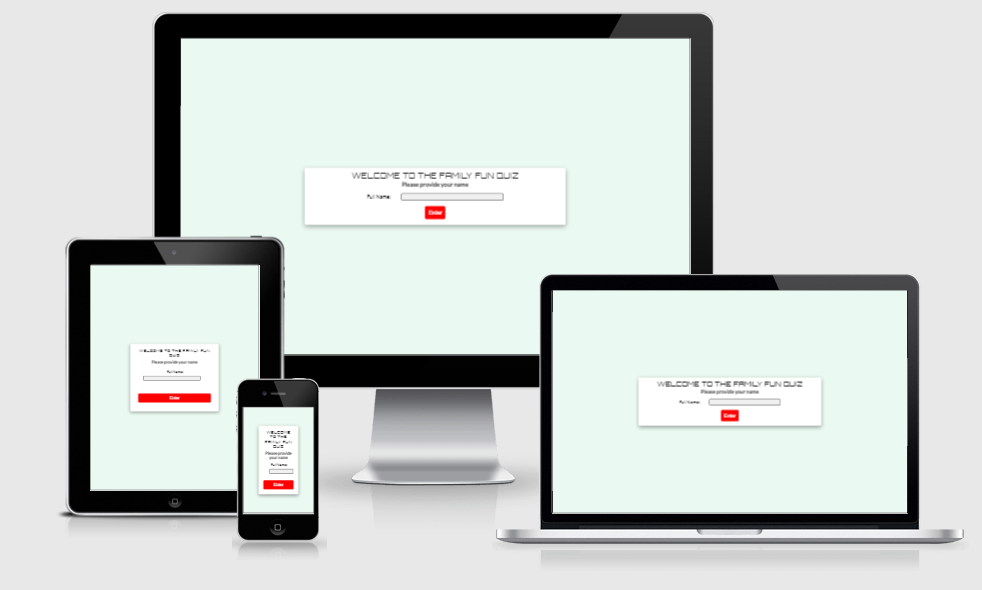 WELCOME TO THE FAMILY FUN QUIZ
Please provide your name
Full Name:
Enter
WELCOME TO THE FAMILY FUN
QUIZ
Please provide your name
Full Name:
Enter
WELCOME
TO THE
FAMILY FUN
QUIZ
Please provide
your name
Full Name:
Enter
WELCOME TO THE FAMILY FUN QUIZ
Please provide your name
Full Name:
Enter